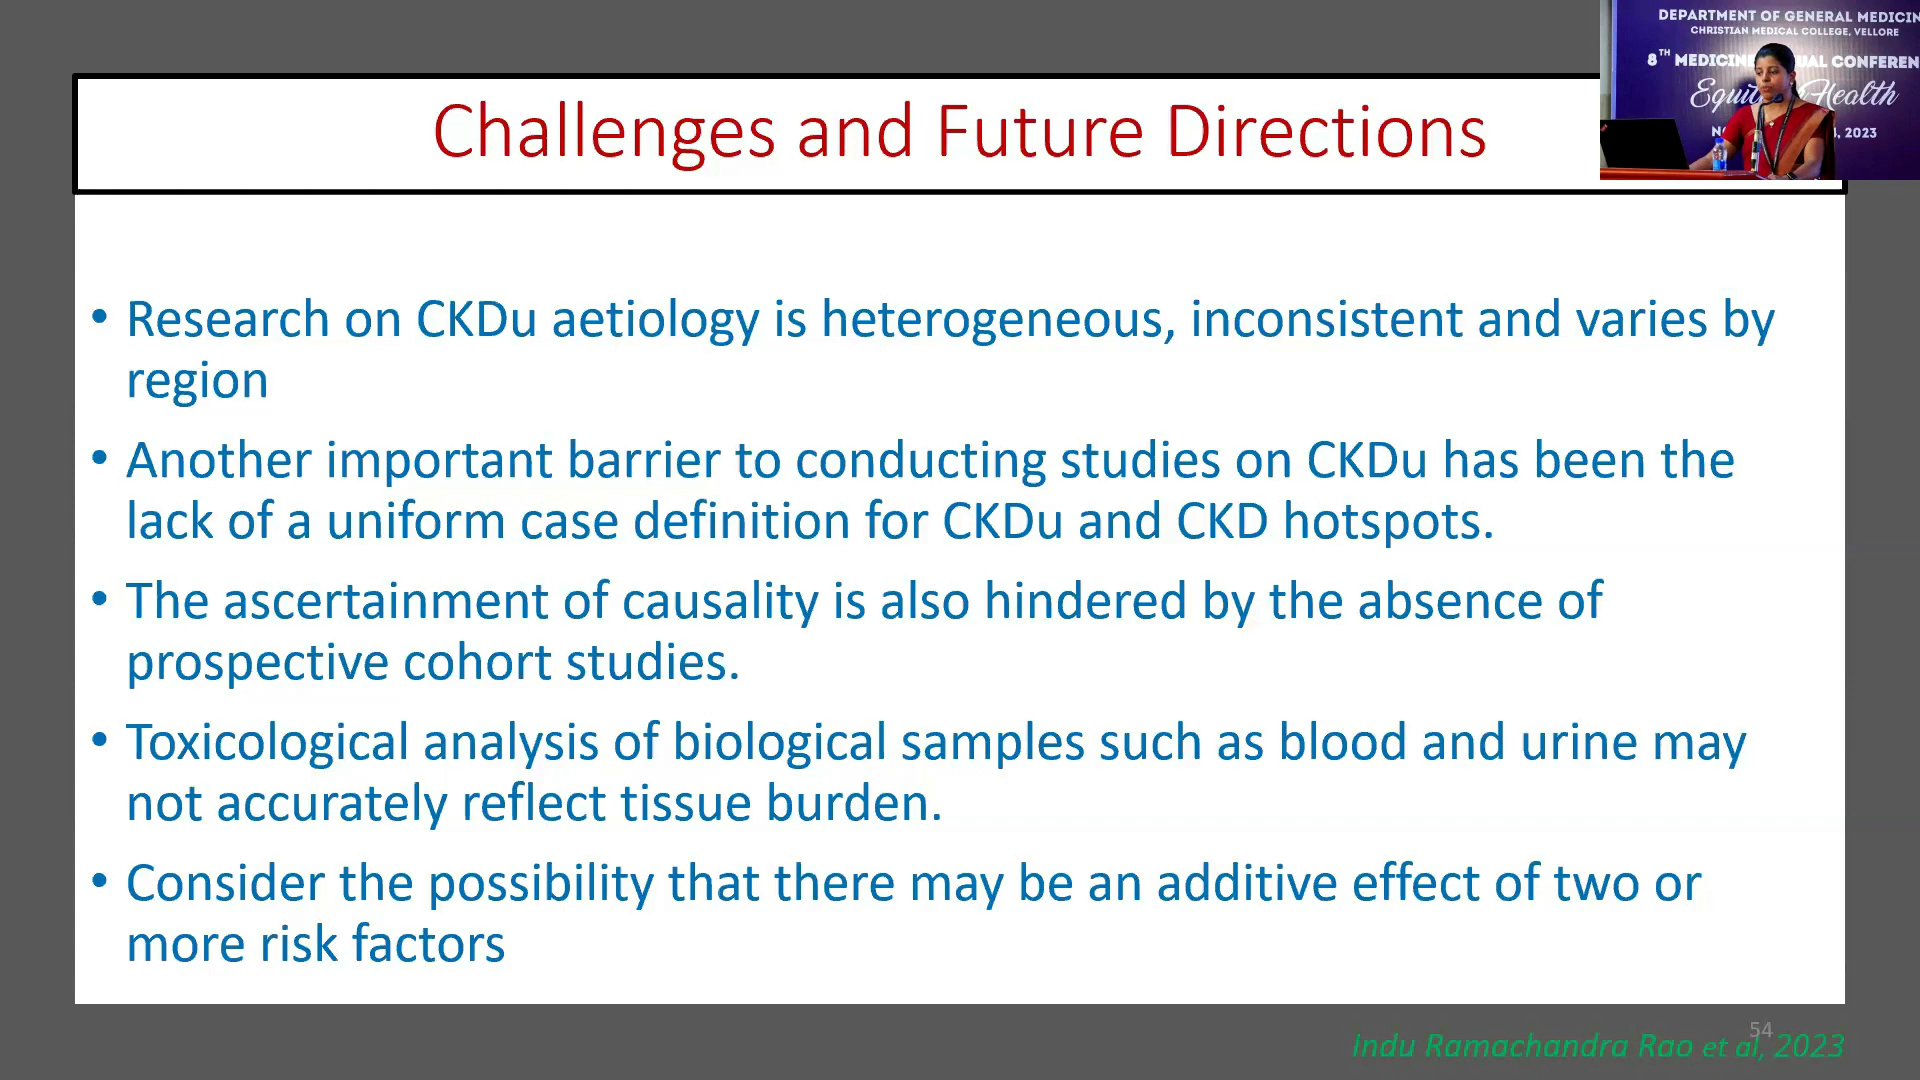 DEPARTMENT OF GENERAL MEDICIN
CHRISTIAN MEDICAL COLLEGE, VELLORE
8TH MEDICINE UAL CONFEREN
Health
, 2023
Challenges and Future Directions
• Research on CKDu aetiology is heterogeneous, inconsistent and varies by
region
• Another important barrier to conducting studies on CKDu has been the
lack of a uniform case definition for CKDu and CKD hotspots.
• The ascertainment of causality is also hindered by the absence of
prospective cohort studies.
• Toxicological analysis of biological samples such as blood and urine may
not accurately reflect tissue burden.
• Consider the possibility that there may be an additive effect of two or
more risk factors
54
Indu Ramachandra Rao et al, 2023